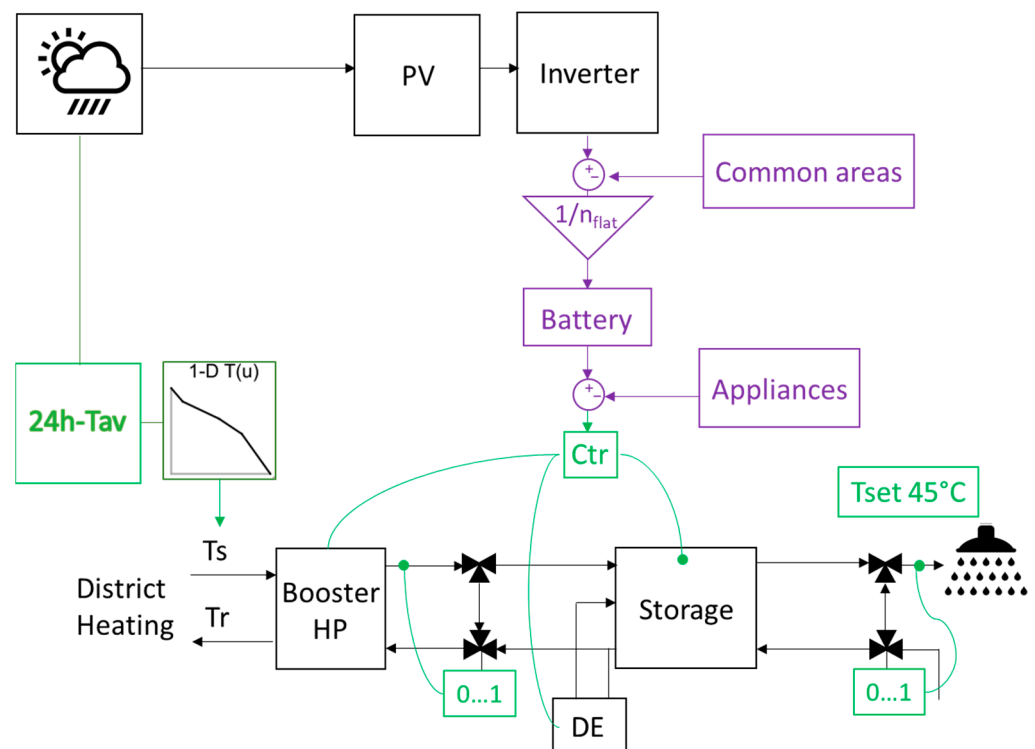 PV
Inverter
+
−
Common areas
1/n_flat
Battery
+
−
Appliances
1-D T(u)
24h-Tav
Ctr
Tset 45°C
Ts
District
Heating
Tr
Booster
HP
Storage
0...1
DE
0...1